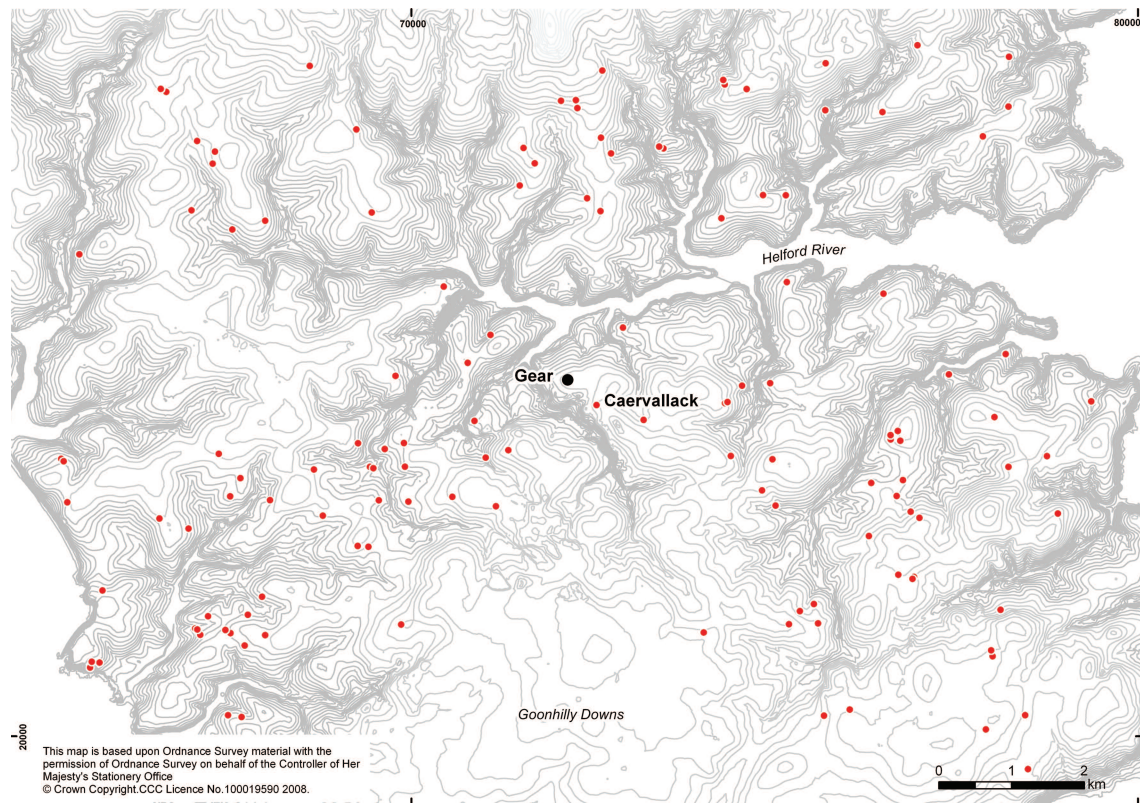 70000
80000
Helford River
Gear
Caervallack
Goonhilly Downs
20000
This map is based upon Ordnance Survey material with the
permission of Ordnance Survey on behalf of the Controller of Her
Majesty's Stationery Office
© Crown Copyright.CCC Licence No.100019590 2008.
0 1 2
km